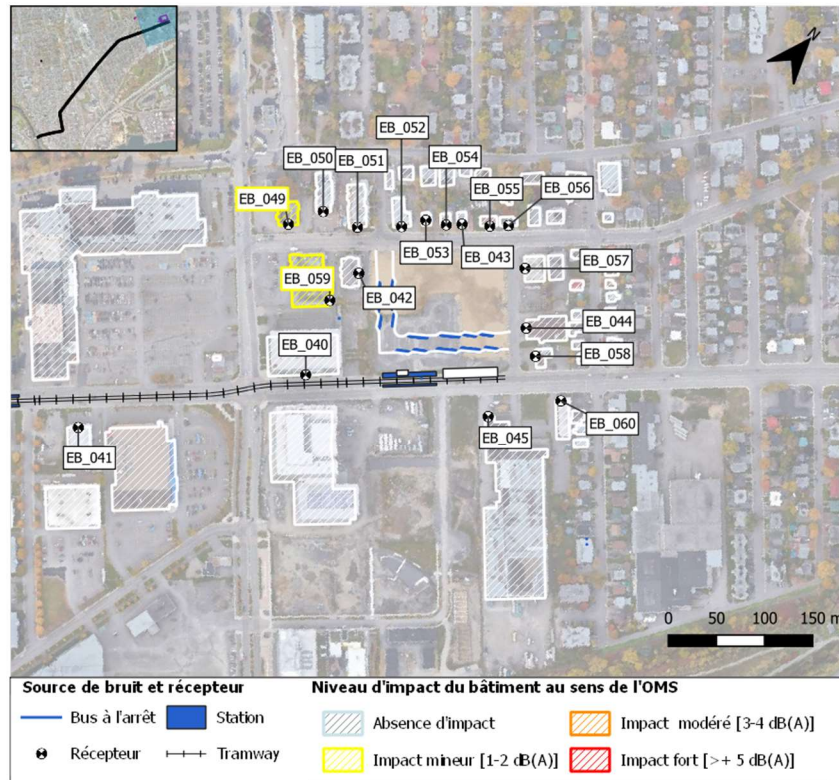 N
EB_052
EB_050
EB_051
EB_054
EB_055
EB_056
EB_049
EB_053
EB_043
EB_057
EB_059
EB_042
EB_044
EB_040
EB_058
EB_041
EB_045
EB_060
0 50 100 150 m
Source de bruit et récepteur
Niveau d'impact du bâtiment au sens de l'OMS
Bus à l'arrêt
Station
Absence d'impact
Impact modéré [3-4 dB(A)]
Récepteur
Tramway
Impact mineur [1-2 dB(A)]
Impact fort [>+ 5 dB(A)]